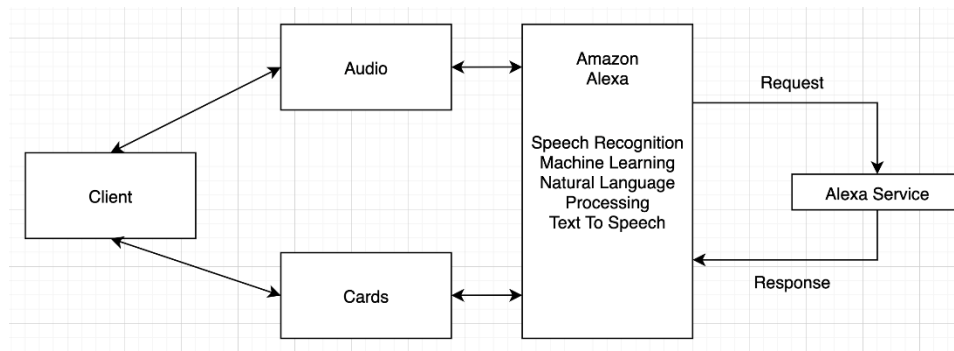 Client
Audio
Cards
Amazon
Alexa
Speech Recognition
Machine Learning
Natural Language
Processing
Text To Speech
Request
Alexa Service
Response